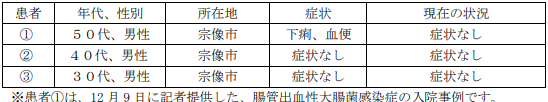 患者 年代、性別 所在地 症状 現在の状況
① ５０代、男性 宗像市 下痢、血便 症状なし
② ４０代、男性 宗像市 症状なし 症状なし
③ ３０代、男性 宗像市 症状なし 症状なし
※患者①は、12 月 9 日に記者提供した、腸管出血性大腸菌感染症の入院事例です。